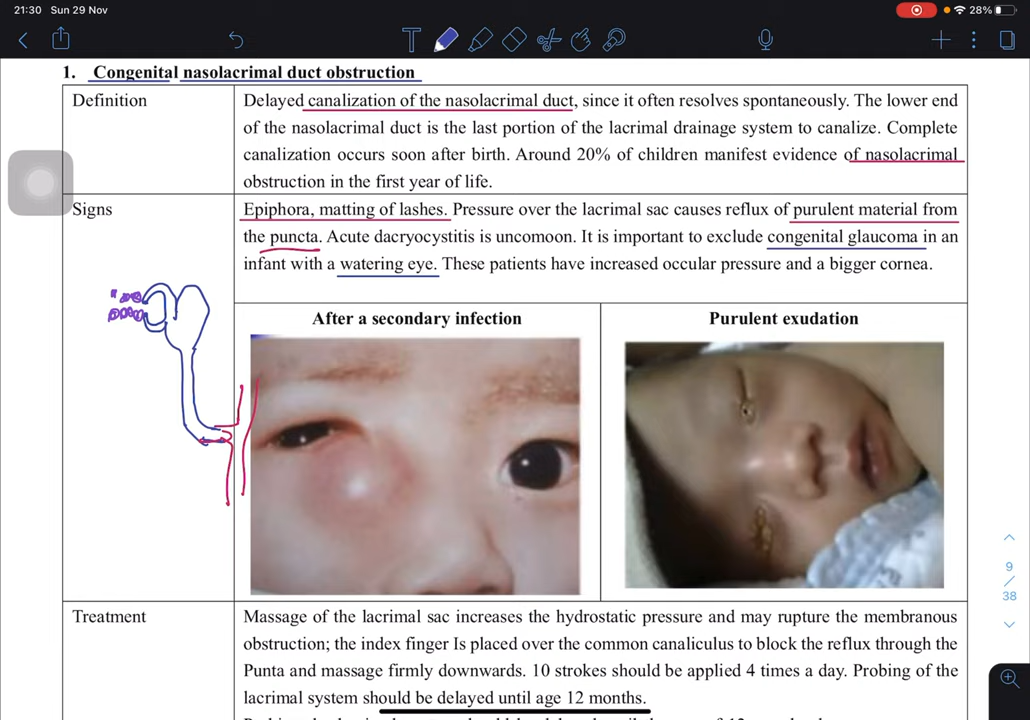 21:30 Sun 29 Nov
28%
T
1. Congenital nasolacrimal duct obstruction
Definition
Delayed canalization of the nasolacrimal duct, since it often resolves spontaneously. The lower end
of the nasolacrimal duct is the last portion of the lacrimal drainage system to canalize. Complete
canalization occurs soon after birth. Around 20% of children manifest evidence of nasolacrimal
obstruction in the first year of life.
Signs
Epiphora, matting of lashes. Pressure over the lacrimal sac causes reflux of purulent material from
the puncta. Acute dacryocystitis is uncomoon. It is important to exclude congenital glaucoma in an
infant with a watering eye. These patients have increased occular pressure and a bigger cornea.
After a secondary infection
Purulent exudation
9
/
38
Treatment
Massage of the lacrimal sac increases the hydrostatic pressure and may rupture the membranous
obstruction; the index finger Is placed over the common canaliculus to block the reflux through the
Punta and massage firmly downwards. 10 strokes should be applied 4 times a day. Probing of the
lacrimal system should be delayed until age 12 months.